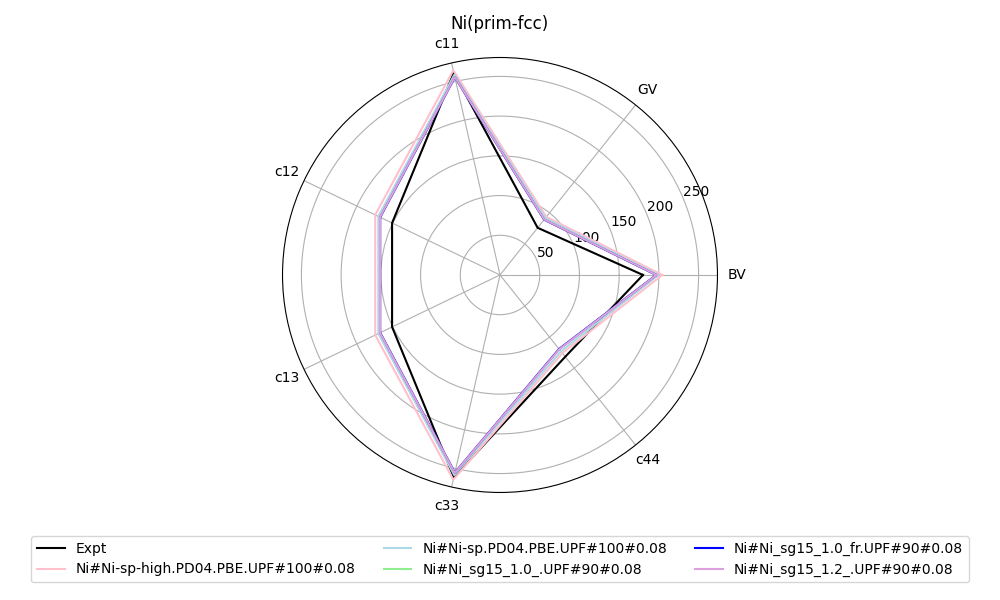 Ni(prim-fcc)
c11
GV
c12
250
200
150
100
50
BV
c13
c44
c33
Expt
Ni#Ni-sp-high.PD04.PBE.UPF#100#0.08
Ni#Ni-sp.PD04.PBE.UPF#100#0.08
Ni#Ni_sg15_1.0_.UPF#90#0.08
Ni#Ni_sg15_1.0_fr.UPF#90#0.08
Ni#Ni_sg15_1.2_.UPF#90#0.08